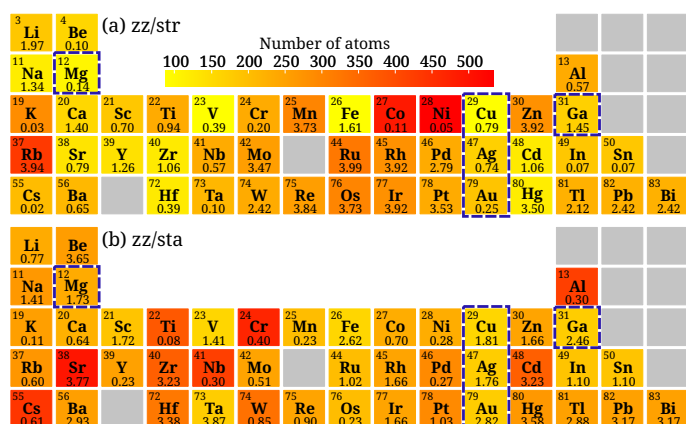 3 4 (a) zz/str
Li Be
1.97 0.10
Number of atoms
11 12 13
Na Mg 100 200 300 400 500 Al
1.34 0.14 0.57
19 20 21 22 23 24 25 26 27 28 29 30 31
K Ca Sc Ti V Cr Mn Fe Co Ni Cu Zn Ga
0.03 1.40 0.70 0.94 0.39 0.20 3.73 1.61 0.11 0.05 0.79 3.92 1.45
37 38 39 40 41 42 44 45 46 47 48 49 50
Rb Sr Y Zr Nb Mo Ru Rh Pd Ag Cd In Sn
3.94 0.79 1.26 1.06 0.57 3.47 3.99 3.92 2.79 0.74 1.06 0.07 0.07
55 56 72 73 74 75 76 77 78 79 80 81 82 83
Cs Ba Hf Ta W Re Os Ir Pt Au Hg Tl Pb Bi
0.02 0.65 0.39 0.10 2.42 3.84 3.73 3.92 3.53 0.25 3.50 2.12 2.42 2.42
(b) zz/sta
Li Be
0.77 3.65
11 12 13
Na Mg Al
1.41 1.73 0.30
19 20 21 22 23 24 25 26 27 28 29 30 31
K Ca Sc Ti V Cr Mn Fe Co Ni Cu Zn Ga
0.11 0.64 1.72 0.08 1.41 0.40 0.23 2.62 0.70 0.28 1.81 1.66 2.46
37 38 39 40 41 42 44 45 46 47 48 49 50
Rb Sr Y Zr Nb Mo Ru Rh Pd Ag Cd In Sn
0.60 3.77 0.23 3.23 0.30 0.51 1.02 1.66 0.27 1.76 3.23 1.10 1.10
55 56 72 73 74 75 76 77 78 79 80 81 82 83
Cs Ba Hf Ta W Re Os Ir Pt Au Hg Tl Pb Bi
0.61 2.93 3.38 3.87 0.85 0.90 0.23 1.66 1.03 2.82 3.58 2.88 3.17 3.17